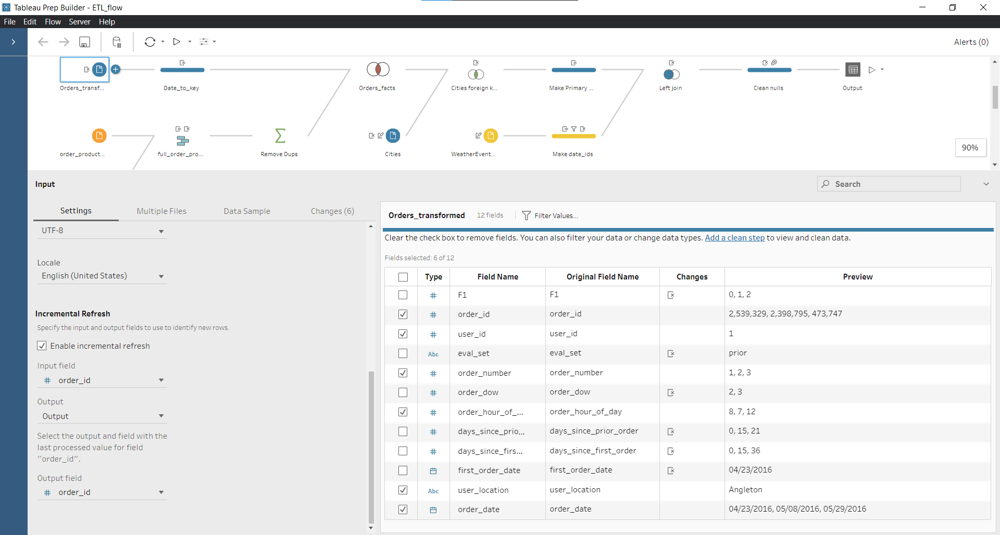 Tableau Prep Builder - ETL_flow
File Edit Flow Server Help
Alerts (0)
Orders_transf...
Date_to_key
Orders_facts
Cities foreign k...
Make Primary ...
Left join
Clean nulls
Output
order_product...
full_order_pro...
Remove Dups
Cities
WeatherEvent...
Make date_ids
90%
Input
Search
Settings Multiple Files Data Sample Changes (6)
UTF-8
Locale
English (United States)
Incremental Refresh
Specify the input and output fields to use to identify new rows.
Enable incremental refresh
Input field
# order_id
Output
Output
Select the output and field with the
last processed value for field
"order_id".
Output field
# order_id
Orders_transformed 12 fields Filter Values...
Clear the check box to remove fields. You can also filter your data or change data types. Add a clean step to view and clean data.
Fields selected: 6 of 12
Type Field Name Original Field Name Changes Preview
# F1 F1 0, 1, 2
# order_id order_id 2,539,329, 2,398,795, 473,747
# user_id user_id 1
Abc eval_set eval_set prior
# order_number order_number 1, 2, 3
# order_dow order_dow 2, 3
# order_hour_of_... order_hour_of_day 8, 7, 12
# days_since_prio... days_since_prior_order 0, 15, 21
# days_since_firs... days_since_first_order 0, 15, 36
first_order_date first_order_date 04/23/2016
Abc user_location user_location Angleton
order_date order_date 04/23/2016, 05/08/2016, 05/29/2016